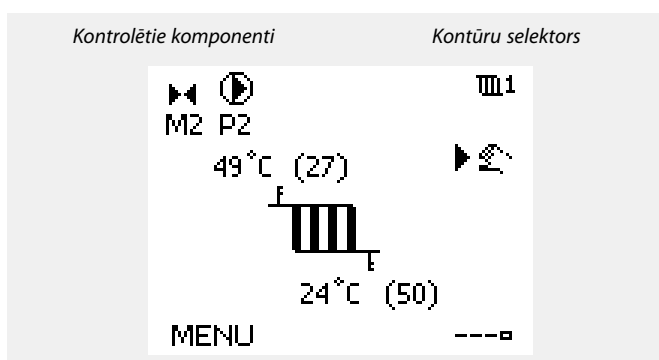 Kontrolētie komponenti Kontūru selektors
1
M2 P2
49°C (27)
24°C (50)
MENU ---